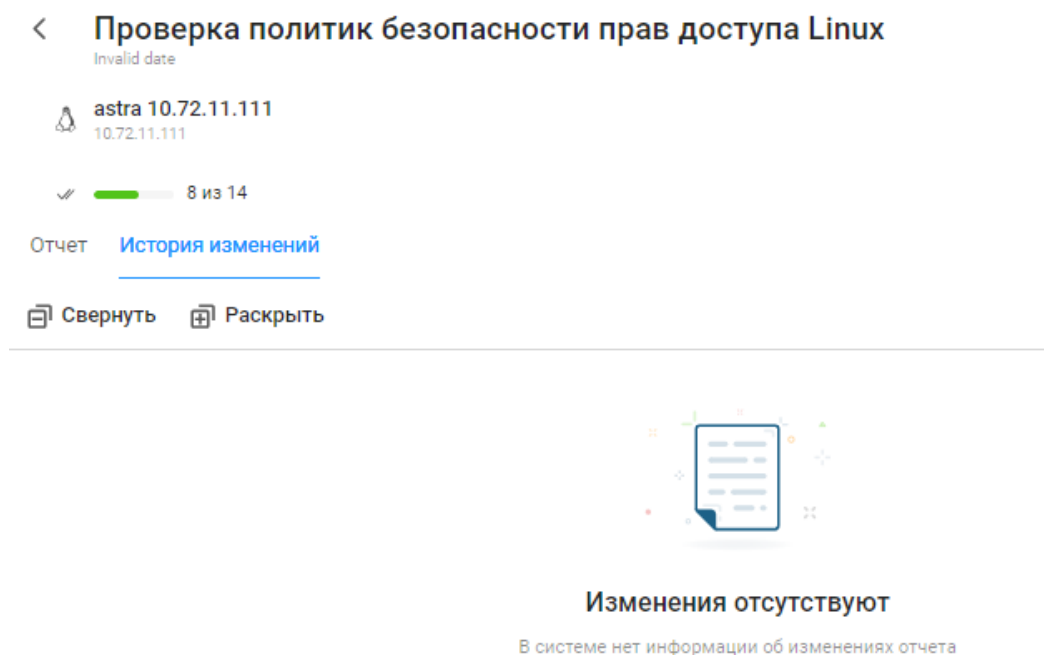 Проверка политик безопасности прав доступа Linux
Invalid date
astra 10.72.11.111
10.72.11.111
8 из 14
Отчет История изменений
Свернуть Раскрыть
Изменения отсутствуют
В системе нет информации об изменениях отчета